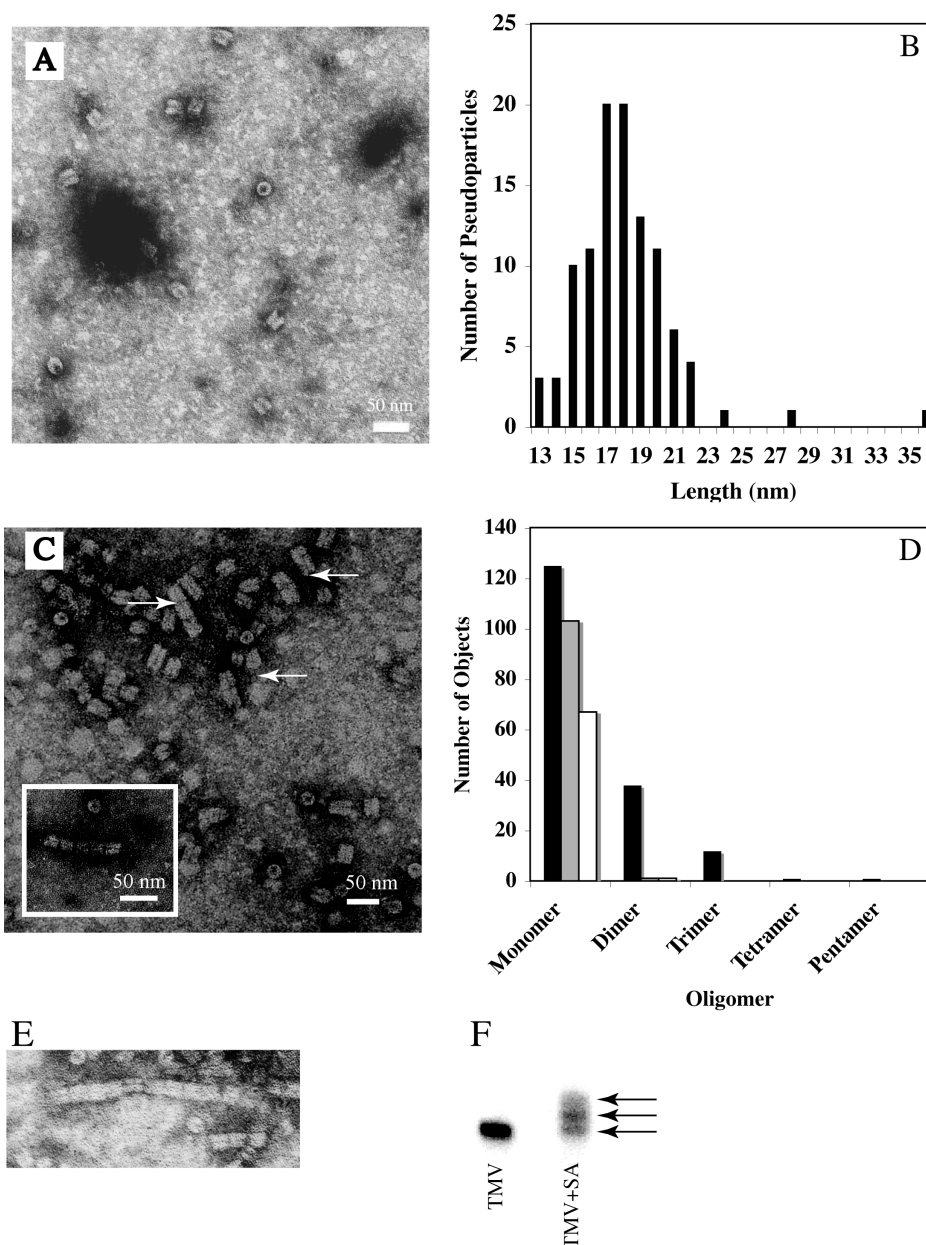 A
50 nm
B
25
20
15
10
5
0
Number of Pseudoparticles
13 15 17 19 21 23 25 27 29 31 33 35
Length (nm)
C
50 nm
50 nm
D
140
120
100
80
60
40
20
0
Number of Objects
Monomer
Dimer
Trimer
Tetramer
Pentamer
Oligomer
E
F
TMV
TMV+SA